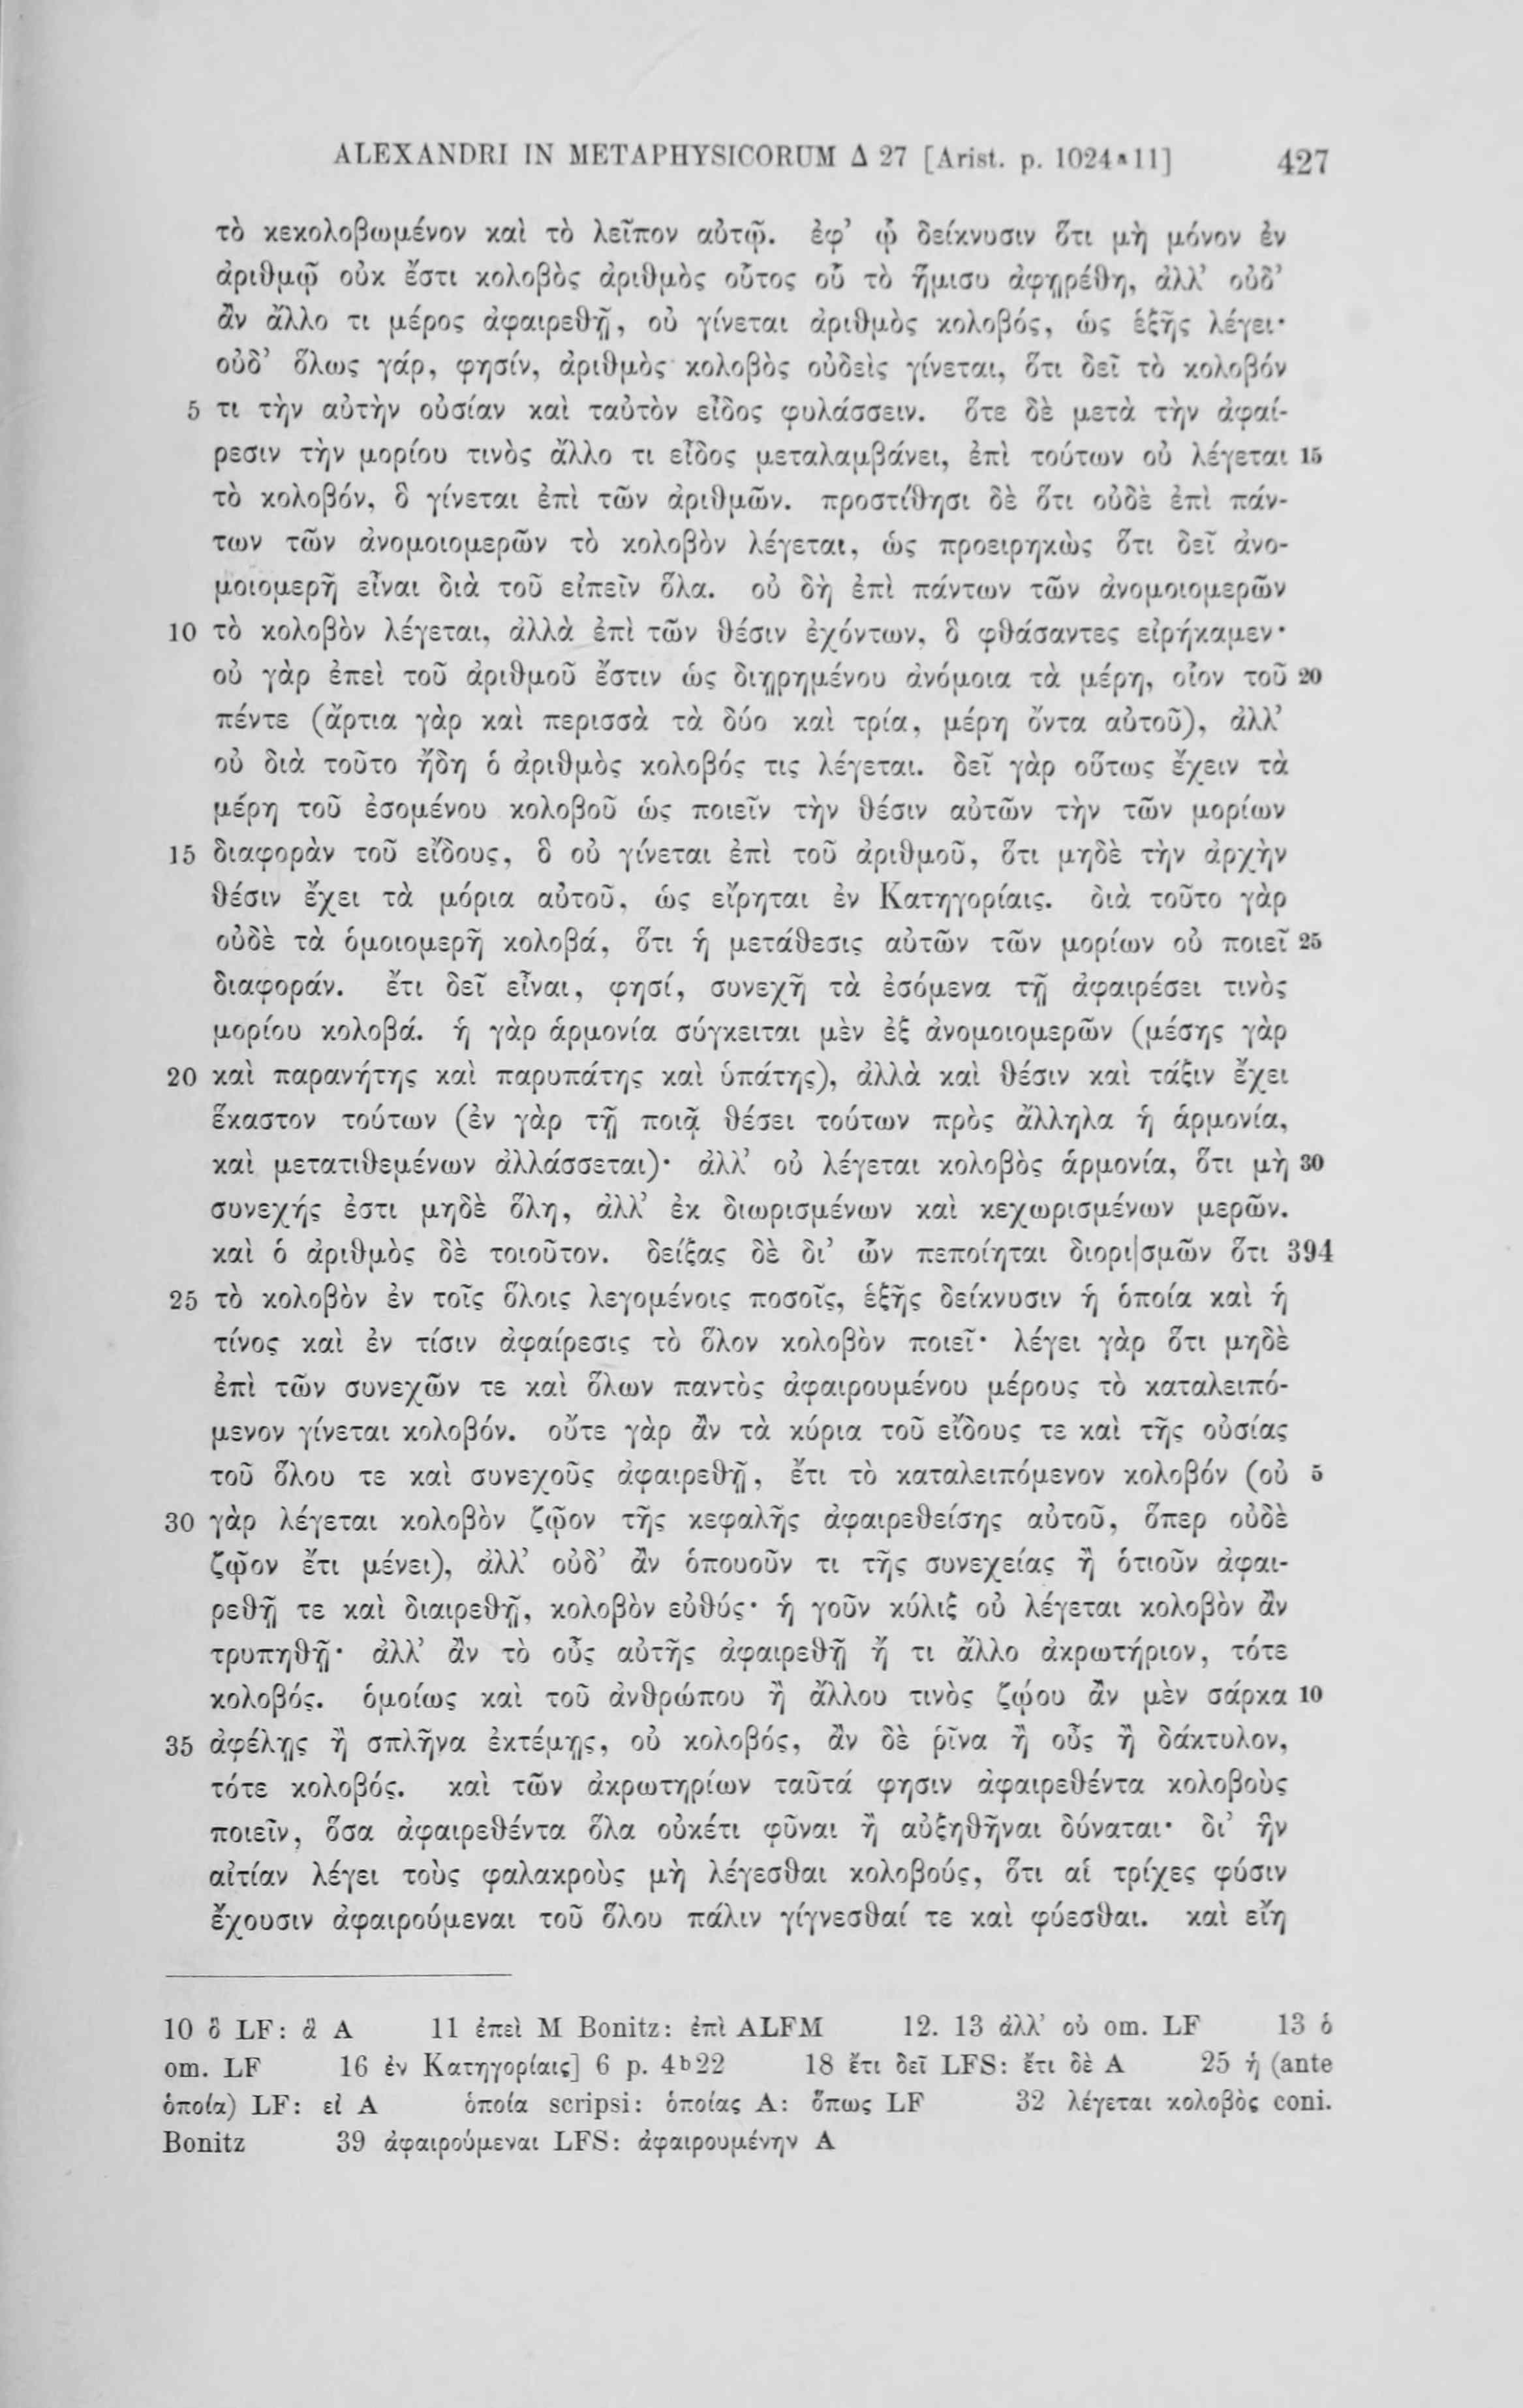 ALEXANDRI IN METAPHYSICORUM Δ 27 [Arist. p. 1024ᵃ11] 427
τὸ κεκολοβωμένον καὶ τὸ λεῖπον αὐτῷ. ἐφ’ ᾧ δείκνυσιν ὅτι μὴ μόνον ἐν
ἀριθμῷ οὐκ ἔστι κολοβὸς ἀριθμὸς οὗτος οὗ τὸ ἥμισυ ἀφῃρέθη, ἀλλ’ οὐδ’
ἂν ἄλλο τι μέρος ἀφαιρεθῇ, οὐ γίνεται ἀριθμὸς κολοβός, ὡς ἑξῆς λέγει·
οὐδ’ ὅλως γάρ, φησίν, ἀριθμὸς κολοβὸς οὐδεὶς γίνεται, ὅτι δεῖ τὸ κολοβόν
5 τι τὴν αὐτὴν οὐσίαν καὶ ταὐτὸν εἶδος φυλάσσειν. ὅτε δὲ μετὰ τὴν ἀφαί-
ρεσιν τὴν μορίου τινὸς ἄλλο τι εἶδος μεταλαμβάνει, ἐπὶ τούτων οὐ λέγεται 15
τὸ κολοβόν, ὃ γίνεται ἐπὶ τῶν ἀριθμῶν. προστίθησι δὲ ὅτι οὐδὲ ἐπὶ πάν-
των τῶν ἀνομοιομερῶν τὸ κολοβὸν λέγεται, ὡς προειρηκὼς ὅτι δεῖ ἀνο-
μοιομερῆ εἶναι διὰ τοῦ εἰπεῖν ὅλα. οὐ δὴ ἐπὶ πάντων τῶν ἀνομοιομερῶν
10 τὸ κολοβὸν λέγεται, ἀλλὰ ἐπὶ τῶν θέσιν ἐχόντων, ὃ φθάσαντες εἰρήκαμεν·
οὐ γὰρ ἐπεὶ τοῦ ἀριθμοῦ ἔστιν ὡς διῃρημένου ἀνόμοια τὰ μέρη, οἷον τοῦ 20
πέντε (ἄρτια γὰρ καὶ περισσὰ τὰ δύο καὶ τρία, μέρη ὄντα αὐτοῦ), ἀλλ’
οὐ διὰ τοῦτο ἤδη ὁ ἀριθμὸς κολοβός τις λέγεται. δεῖ γὰρ οὕτως ἔχειν τὰ
μέρη τοῦ ἐσομένου κολοβοῦ ὡς ποιεῖν τὴν θέσιν αὐτῶν τὴν τῶν μορίων
15 διαφορὰν τοῦ εἴδους, ὃ οὐ γίνεται ἐπὶ τοῦ ἀριθμοῦ, ὅτι μηδὲ τὴν ἀρχὴν
θέσιν ἔχει τὰ μόρια αὐτοῦ, ὡς εἴρηται ἐν Κατηγορίαις. διὰ τοῦτο γὰρ
οὐδὲ τὰ ὁμοιομερῆ κολοβά, ὅτι ἡ μετάθεσις αὐτῶν τῶν μορίων οὐ ποιεῖ 25
διαφοράν. ἔτι δεῖ εἶναι, φησί, συνεχῆ τὰ ἐσόμενα τῇ ἀφαιρέσει τινὸς
μορίου κολοβά. ἡ γὰρ ἁρμονία σύγκειται μὲν ἐξ ἀνομοιομερῶν (μέσης γὰρ
20 καὶ παρανήτης καὶ παρυπάτης καὶ ὑπάτης), ἀλλὰ καὶ θέσιν καὶ τάξιν ἔχει
ἕκαστον τούτων (ἐν γὰρ τῇ ποιᾷ θέσει τούτων πρὸς ἄλληλα ἡ ἁρμονία,
καὶ μετατιθεμένων ἀλλάσσεται)· ἀλλ’ οὐ λέγεται κολοβὸς ἁρμονία, ὅτι μὴ 30
συνεχής ἐστι μηδὲ ὅλη, ἀλλ’ ἐκ διωρισμένων καὶ κεχωρισμένων μερῶν.
καὶ ὁ ἀριθμὸς δὲ τοιοῦτον. δείξας δὲ δι’ ὧν πεποίηται διορι|σμῶν ὅτι 394
25 τὸ κολοβὸν ἐν τοῖς ὅλοις λεγομένοις ποσοῖς, ἑξῆς δείκνυσιν ἡ ὁποία καὶ ἡ
τίνος καὶ ἐν τίσιν ἀφαίρεσις τὸ ὅλον κολοβὸν ποιεῖ· λέγει γὰρ ὅτι μηδὲ
ἐπὶ τῶν συνεχῶν τε καὶ ὅλων παντὸς ἀφαιρουμένου μέρους τὸ καταλειπό-
μενον γίνεται κολοβόν. οὔτε γὰρ ἂν τὰ κύρια τοῦ εἴδους τε καὶ τῆς οὐσίας
τοῦ ὅλου τε καὶ συνεχοῦς ἀφαιρεθῇ, ἔτι τὸ καταλειπόμενον κολοβόν (οὐ 5
30 γὰρ λέγεται κολοβὸν ζῷον τῆς κεφαλῆς ἀφαιρεθείσης αὐτοῦ, ὅπερ οὐδὲ
ζῷον ἔτι μένει), ἀλλ’ οὐδ’ ἂν ὁπουοῦν τι τῆς συνεχείας ἢ ὁτιοῦν ἀφαι-
ρεθῇ τε καὶ διαιρεθῇ, κολοβὸν εὐθύς· ἡ γοῦν κύλιξ οὐ λέγεται κολοβὸν ἂν
τρυπηθῇ· ἀλλ’ ἂν τὸ οὖς αὐτῆς ἀφαιρεθῇ ἤ τι ἄλλο ἀκρωτήριον, τότε
κολοβός. ὁμοίως καὶ τοῦ ἀνθρώπου ἢ ἄλλου τινὸς ζῴου ἂν μὲν σάρκα 10
35 ἀφέλῃς ἢ σπλῆνα ἐκτέμῃς, οὐ κολοβός, ἂν δὲ ῥῖνα ἢ οὖς ἢ δάκτυλον,
τότε κολοβός. καὶ τῶν ἀκρωτηρίων ταῦτά φησιν ἀφαιρεθέντα κολοβοὺς
ποιεῖν, ὅσα ἀφαιρεθέντα ὅλα οὐκέτι φῦναι ἢ αὐξηθῆναι δύναται· δι’ ἣν
αἰτίαν λέγει τοὺς φαλακροὺς μὴ λέγεσθαι κολοβούς, ὅτι αἱ τρίχες φύσιν
ἔχουσιν ἀφαιρούμεναι τοῦ ὅλου πάλιν γίγνεσθαί τε καὶ φύεσθαι. καὶ εἴη
10 ὃ LF: ἃ A 11 ἐπεὶ M Bonitz: ἐπὶ ALFM 12. 13 ἀλλ’ οὐ om. LF 13 ὁ
om. LF 16 ἐν Κατηγορίαις] 6 p. 4ᵇ22 18 ἔτι δεῖ LFS: ἔτι δὲ A 25 ἡ (ante
ὁποία) LF: εἰ A ὁποία scripsi: ὁποίας A: ὅπως LF 32 λέγεται κολοβὸς coni.
Bonitz 39 ἀφαιρούμεναι LFS: ἀφαιρουμένην A